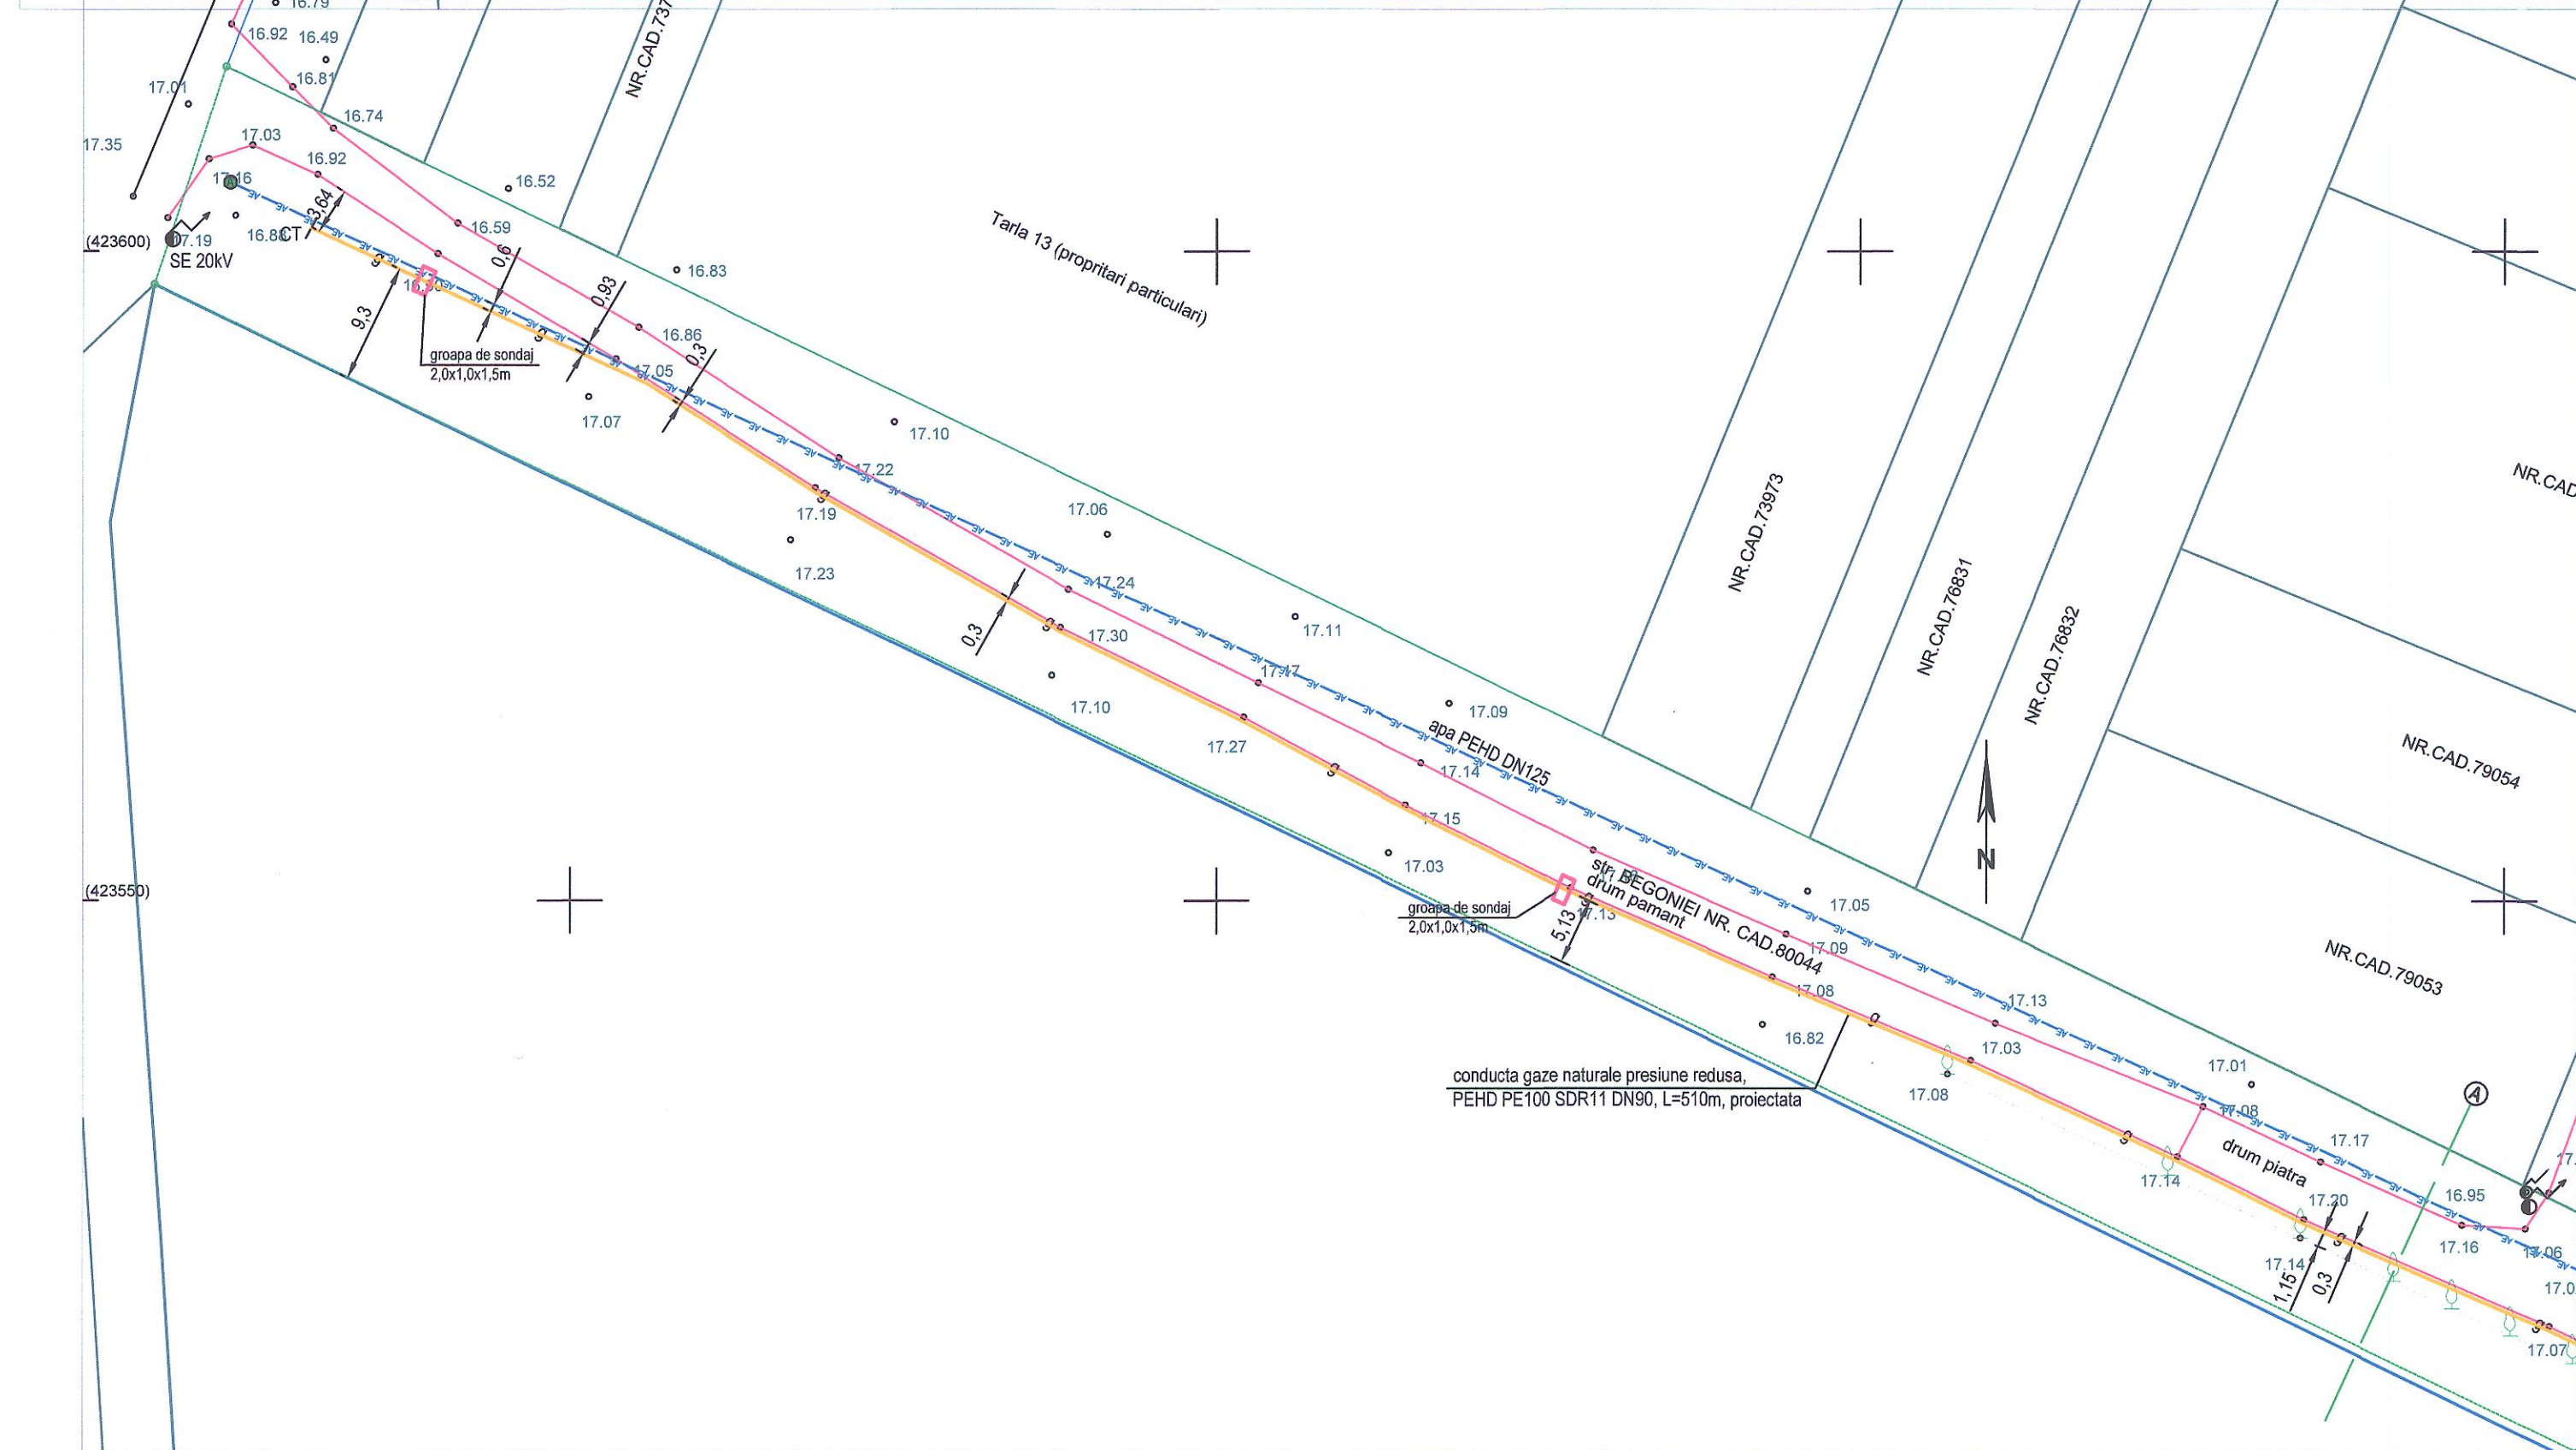 16.79
16.92
16.49
16.81
17.01
16.74
17.35
17.03
16.92
17.16
16.52
3,64
16.88
CT
16.59
(423600)
17.19
SE 20kV
0,6
16.83
0,93
9,3
groapa de sondaj
2,0x1,0x1,5m
16.86
0,3
17.05
17.07
17.10
17.22
17.19
17.06
17.23
17.24
0,3
17.30
17.11
17.10
17.47
17.27
17.09
apa PEHD DN125
17.14
17.15
17.03
NR.CAD.737
Tarla 13 (propritari particulari)
NR.CAD.73973
NR.CAD.76831
NR.CAD.76832
NR.CAD
NR.CAD.79054
NR.CAD.79053
N
(423550)
groapa de sondaj
2,0x1,0x1,5m
5,13
17.13
str. BEGONIEI NR. CAD.80044
drum pamant
17.05
17.09
17.08
17.13
16.82
17.03
conducta gaze naturale presiune redusa,
PEHD PE100 SDR11 DN90, L=510m, proiectata
17.08
17.01
A
17.08
17.17
drum piatra
17.14
17.20
16.95
17.14
17.16
17.06
1,15
0,3
17.0
17.07